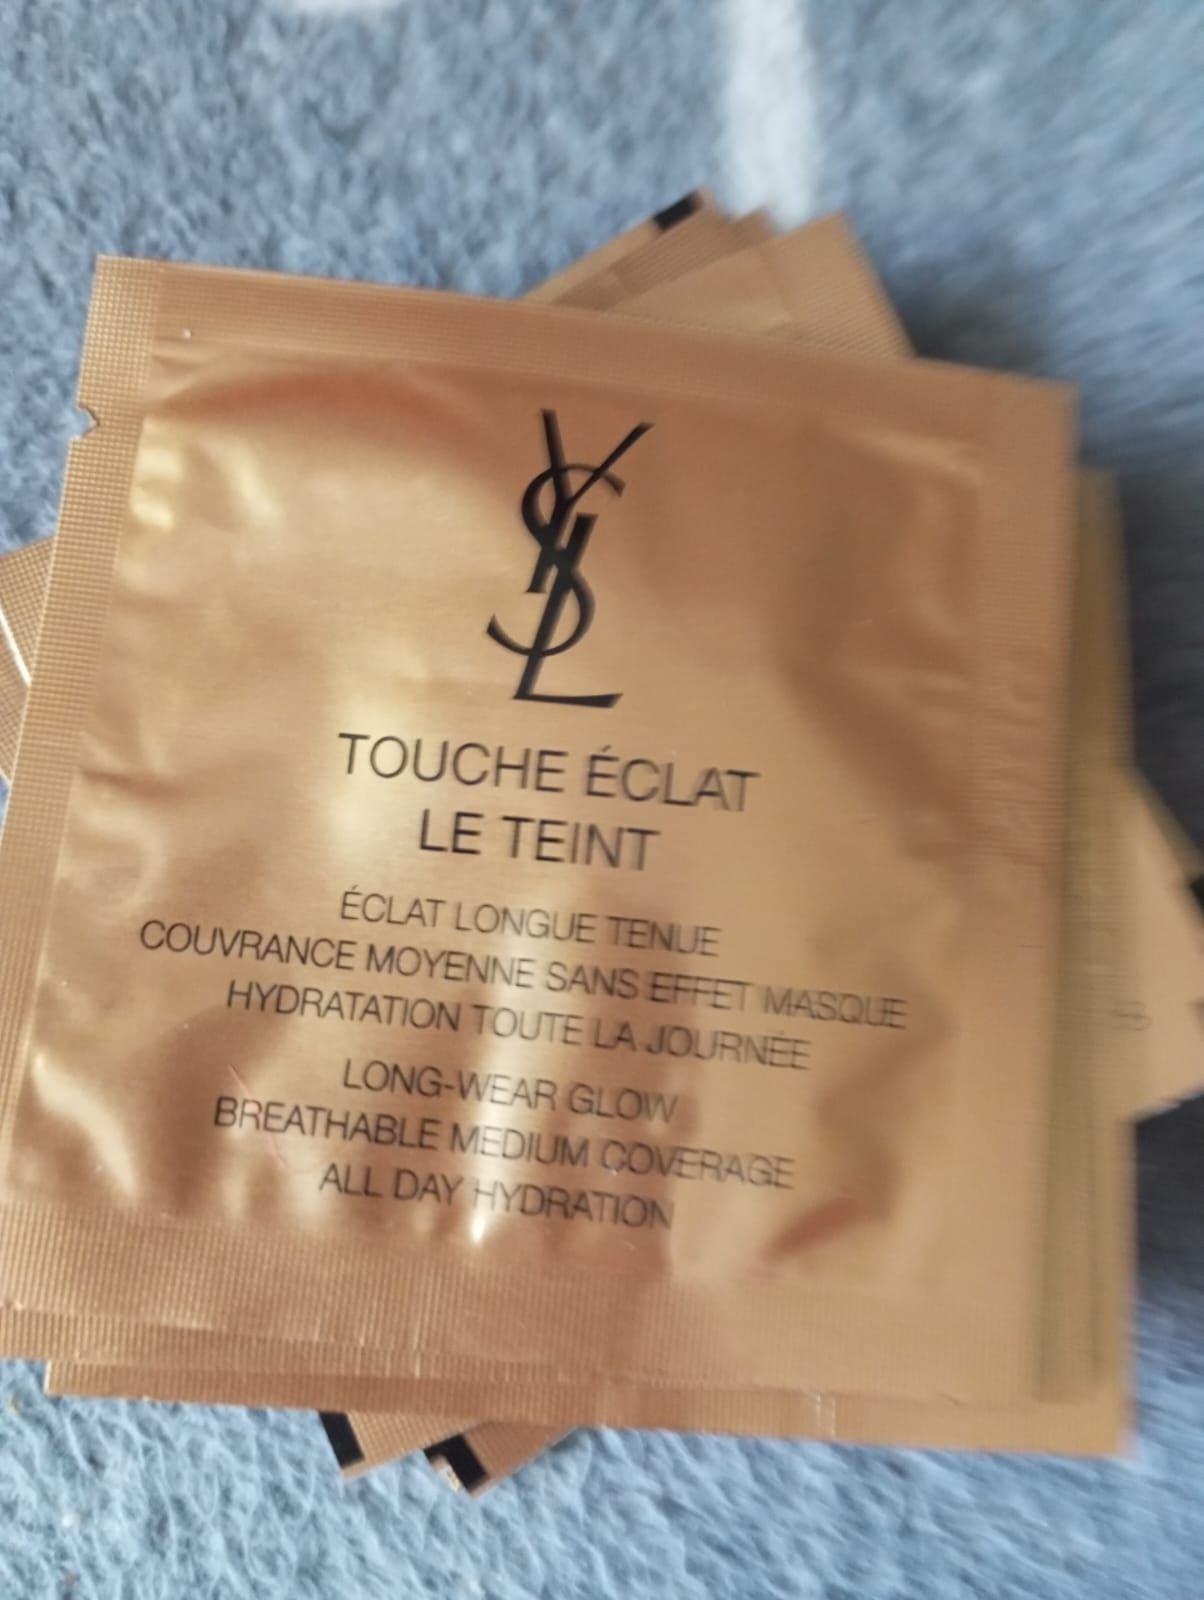 YSL
TOUCHE ÉCLAT
LE TEINT
ÉCLAT LONGUE TENUE
COUVRANCE MOYENNE SANS EFFET MASQUE
HYDRATATION TOUTE LA JOURNÉE
LONG-WEAR GLOW
BREATHABLE MEDIUM COVERAGE
ALL DAY HYDRATION